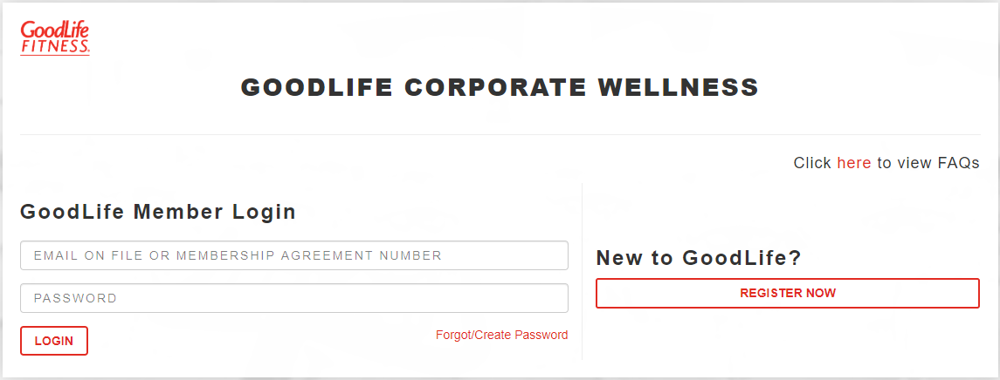 GoodLife
FITNESS
GOODLIFE CORPORATE WELLNESS
Click here to view FAQs
GoodLife Member Login
EMAIL ON FILE OR MEMBERSHIP AGREEMENT NUMBER
PASSWORD
LOGIN
Forgot/Create Password
New to GoodLife?
REGISTER NOW